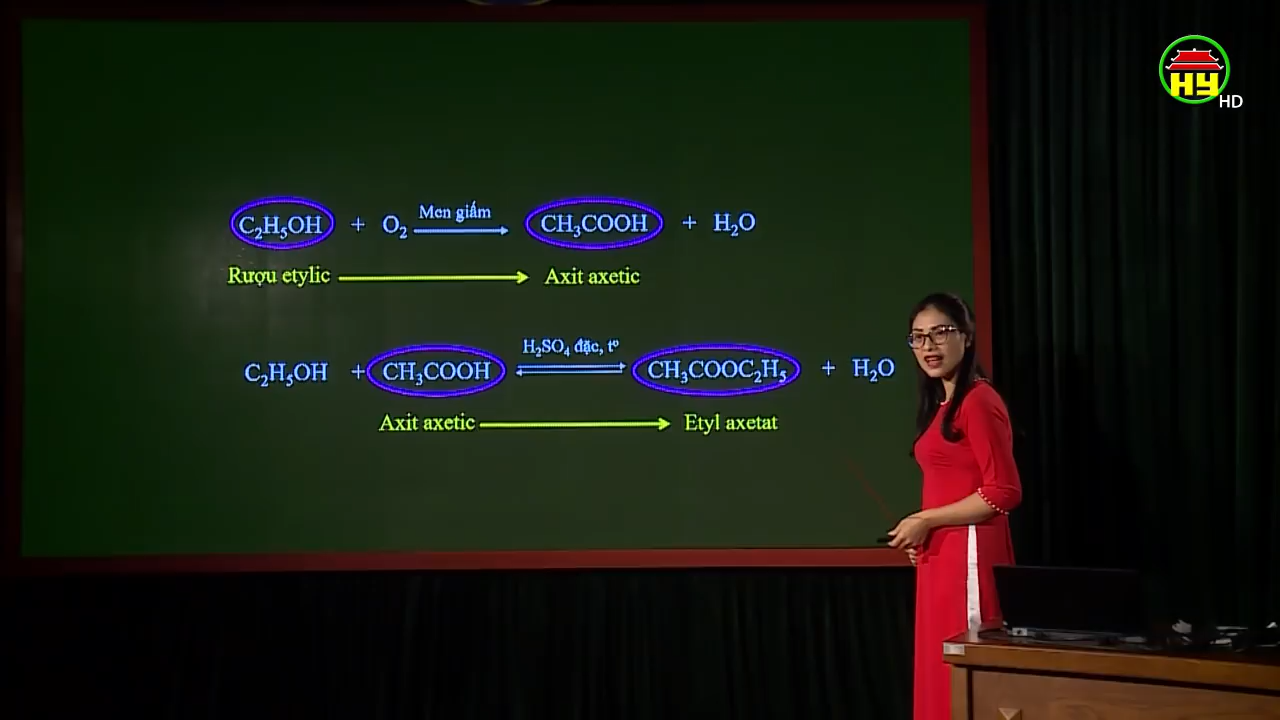 HY
HD
C₂H₅OH + O₂ Men giấm CH₃COOH + H₂O
Rượu etylic Axit axetic
H₂SO₄ đặc, tº
C₂H₅OH + CH₃COOH CH₃COOC₂H₅ + H₂O
Axit axetic Etyl axetat